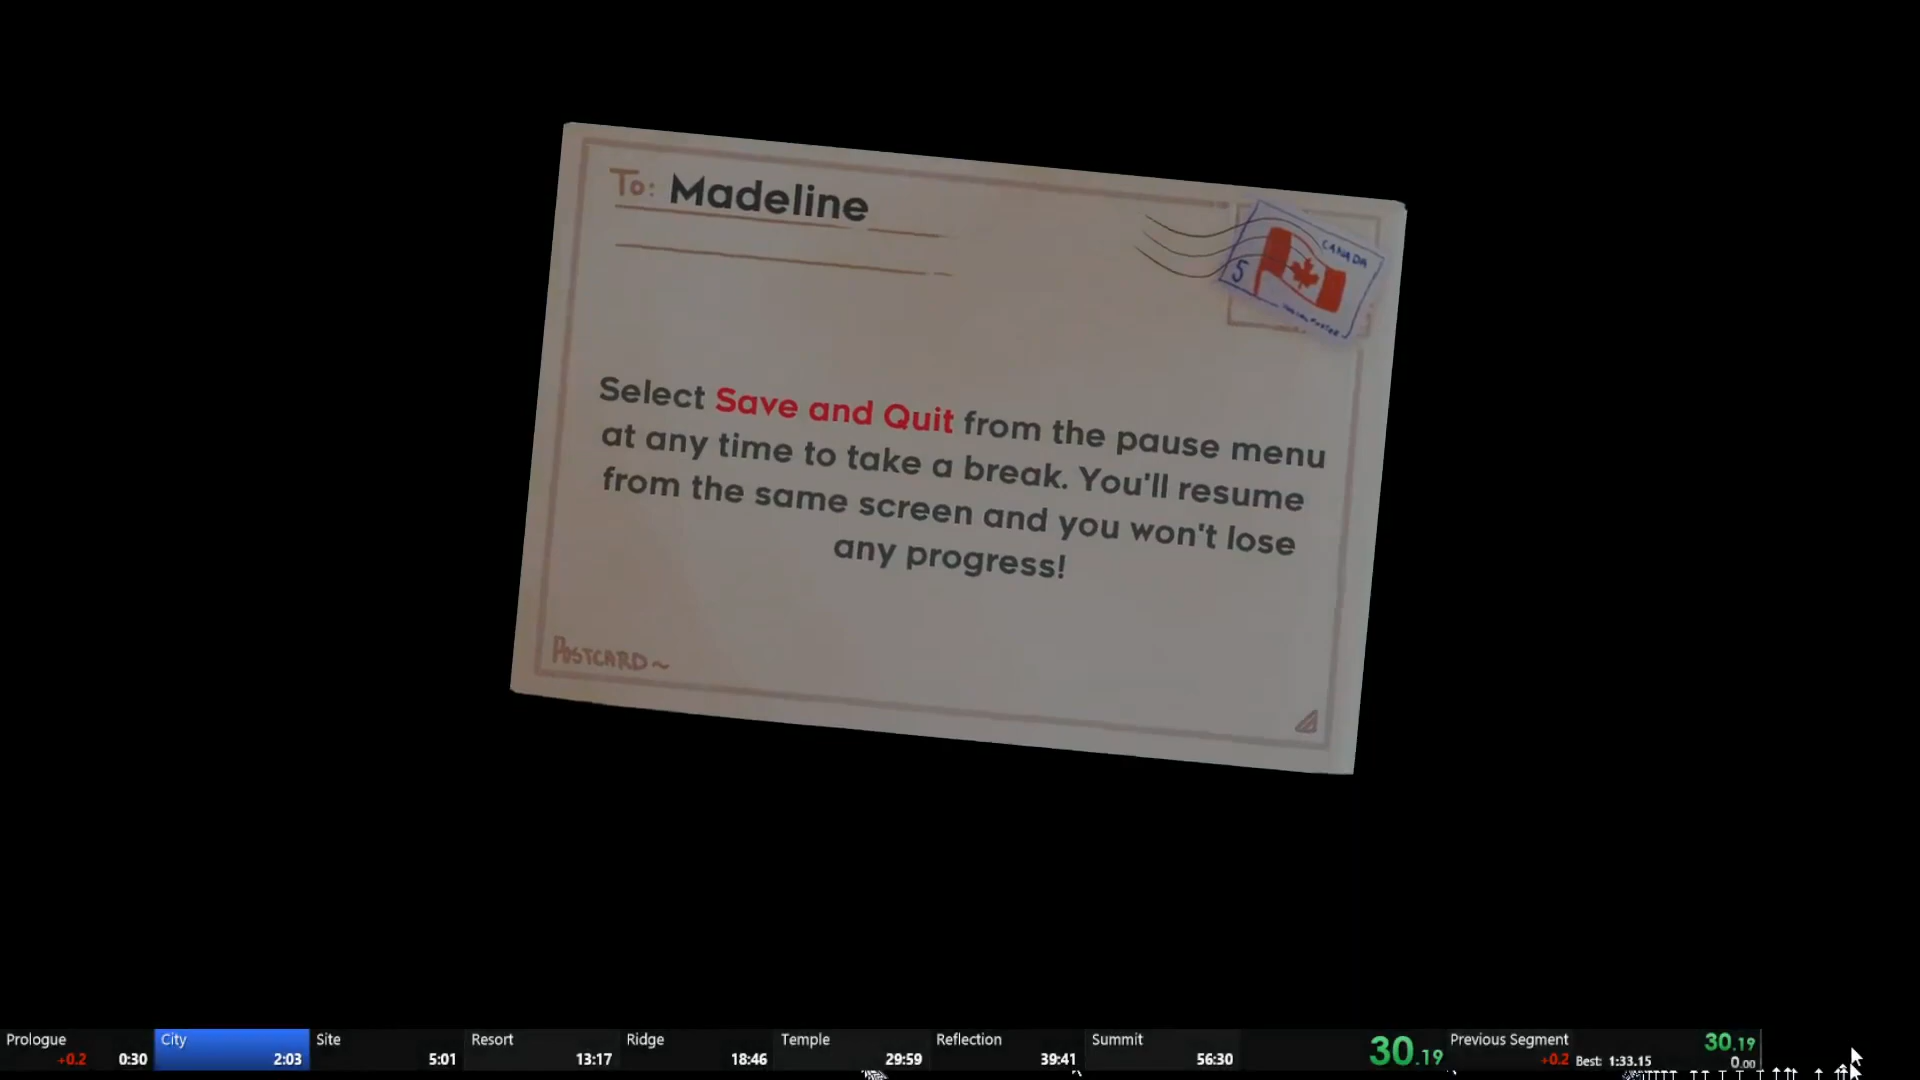 To: Madeline
CANADA
5
Select Save and Quit from the pause menu
at any time to take a break. You'll resume
from the same screen and you won't lose
any progress!
POSTCARD~
Prologue
+0.2 0:30
City
2:03
Site
5:01
Resort
13:17
Ridge
18:46
Temple
29:59
Reflection
39:41
Summit
56:30
30.19
Previous Segment
+0.2 Best: 1:33.15
30.19
0.00